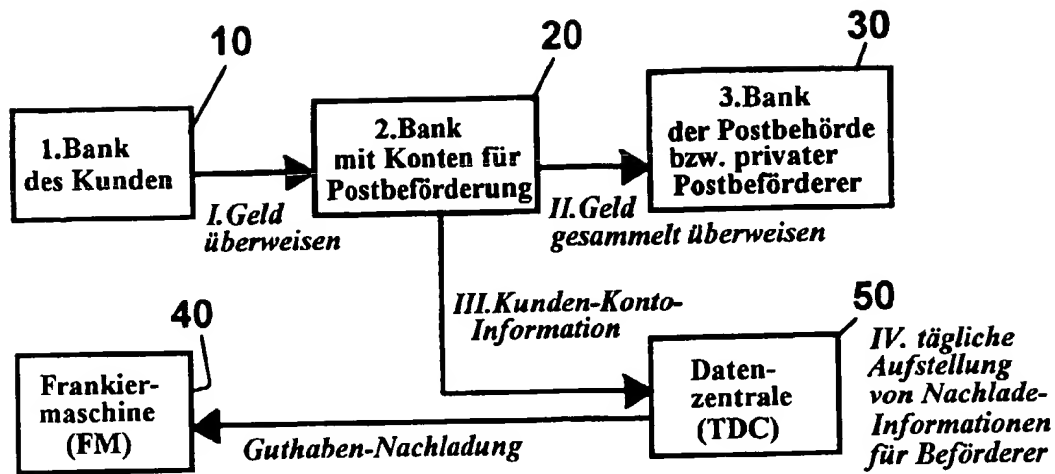 10
20
30
1.Bank
des Kunden
2.Bank
mit Konten für
Postbeförderung
3.Bank
der Postbehörde
bzw. privater
Postbeförderer
I.Geld
überweisen
II.Geld
gesammelt überweisen
III.Kunden-Konto-
Information
40
50
Frankier-
maschine
(FM)
Guthaben-Nachladung
Daten-
zentrale
(TDC)
IV. tägliche
Aufstellung
von Nachlade-
Informationen
für Beförderer